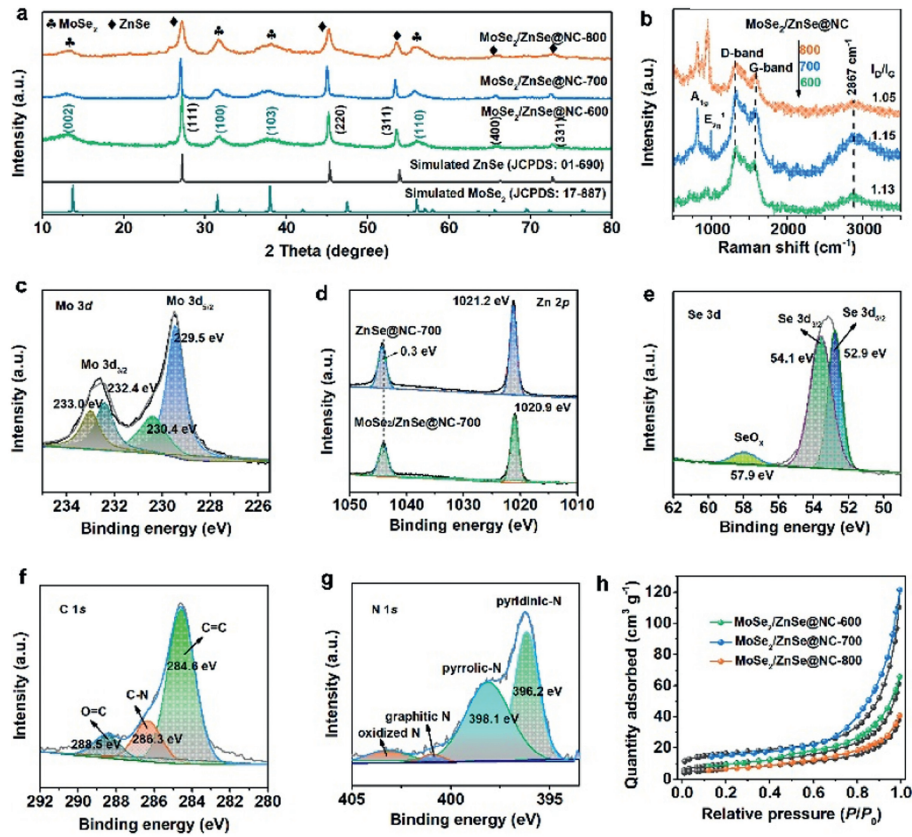 a
♣ MoSe₂ ♦ ZnSe
MoSe₂/ZnSe@NC-800
MoSe₂/ZnSe@NC-700
MoSe₂/ZnSe@NC-600
(002)
(111)
(100)
(103)
(220)
(311)
(110)
(400)
(331)
Simulated ZnSe (JCPDS: 01-690)
Simulated MoSe₂ (JCPDS: 17-887)
Intensity (a.u.)
10 20 30 40 50 60 70 80
2 Theta (degree)
b
MoSe₂/ZnSe@NC
D-band
G-band
800
700
600
2867 cm⁻¹
I_D/I_G
A₁g
E₂g¹
1.05
1.15
1.13
Intensity (a.u.)
1000 2000 3000
Raman shift (cm⁻¹)
c
Mo 3d
Mo 3d₅/₂
229.5 eV
Mo 3d₃/₂
232.4 eV
233.0 eV
230.4 eV
Intensity (a.u.)
235 233 231 229 227
Binding energy (eV)
d
Zn 2p
1021.2 eV
ZnSe@NC-700
0.3 eV
1020.9 eV
MoSe₂/ZnSe@NC-700
Intensity (a.u.)
1050 1040 1030 1020 1010
Binding energy (eV)
e
Se 3d
Se 3d₃/₂
Se 3d₅/₂
54.1 eV
52.9 eV
SeOₓ
57.9 eV
Intensity (a.u.)
62 60 58 56 54 52 50
Binding energy (eV)
f
C 1s
C=C
284.6 eV
C-N
O=C
286.3 eV
288.5 eV
Intensity (a.u.)
292 290 288 286 284 282 280
Binding energy (eV)
g
N 1s
pyridinic-N
pyrrolic-N
396.2 eV
graphitic N
398.1 eV
oxidized N
Intensity (a.u.)
405 400 395
Binding energy (eV)
h
MoSe₂/ZnSe@NC-600
MoSe₂/ZnSe@NC-700
MoSe₂/ZnSe@NC-800
Quantity adsorbed (cm³ g⁻¹)
120
100
80
60
40
20
0
0.0 0.2 0.4 0.6 0.8 1.0
Relative pressure (P/P₀)